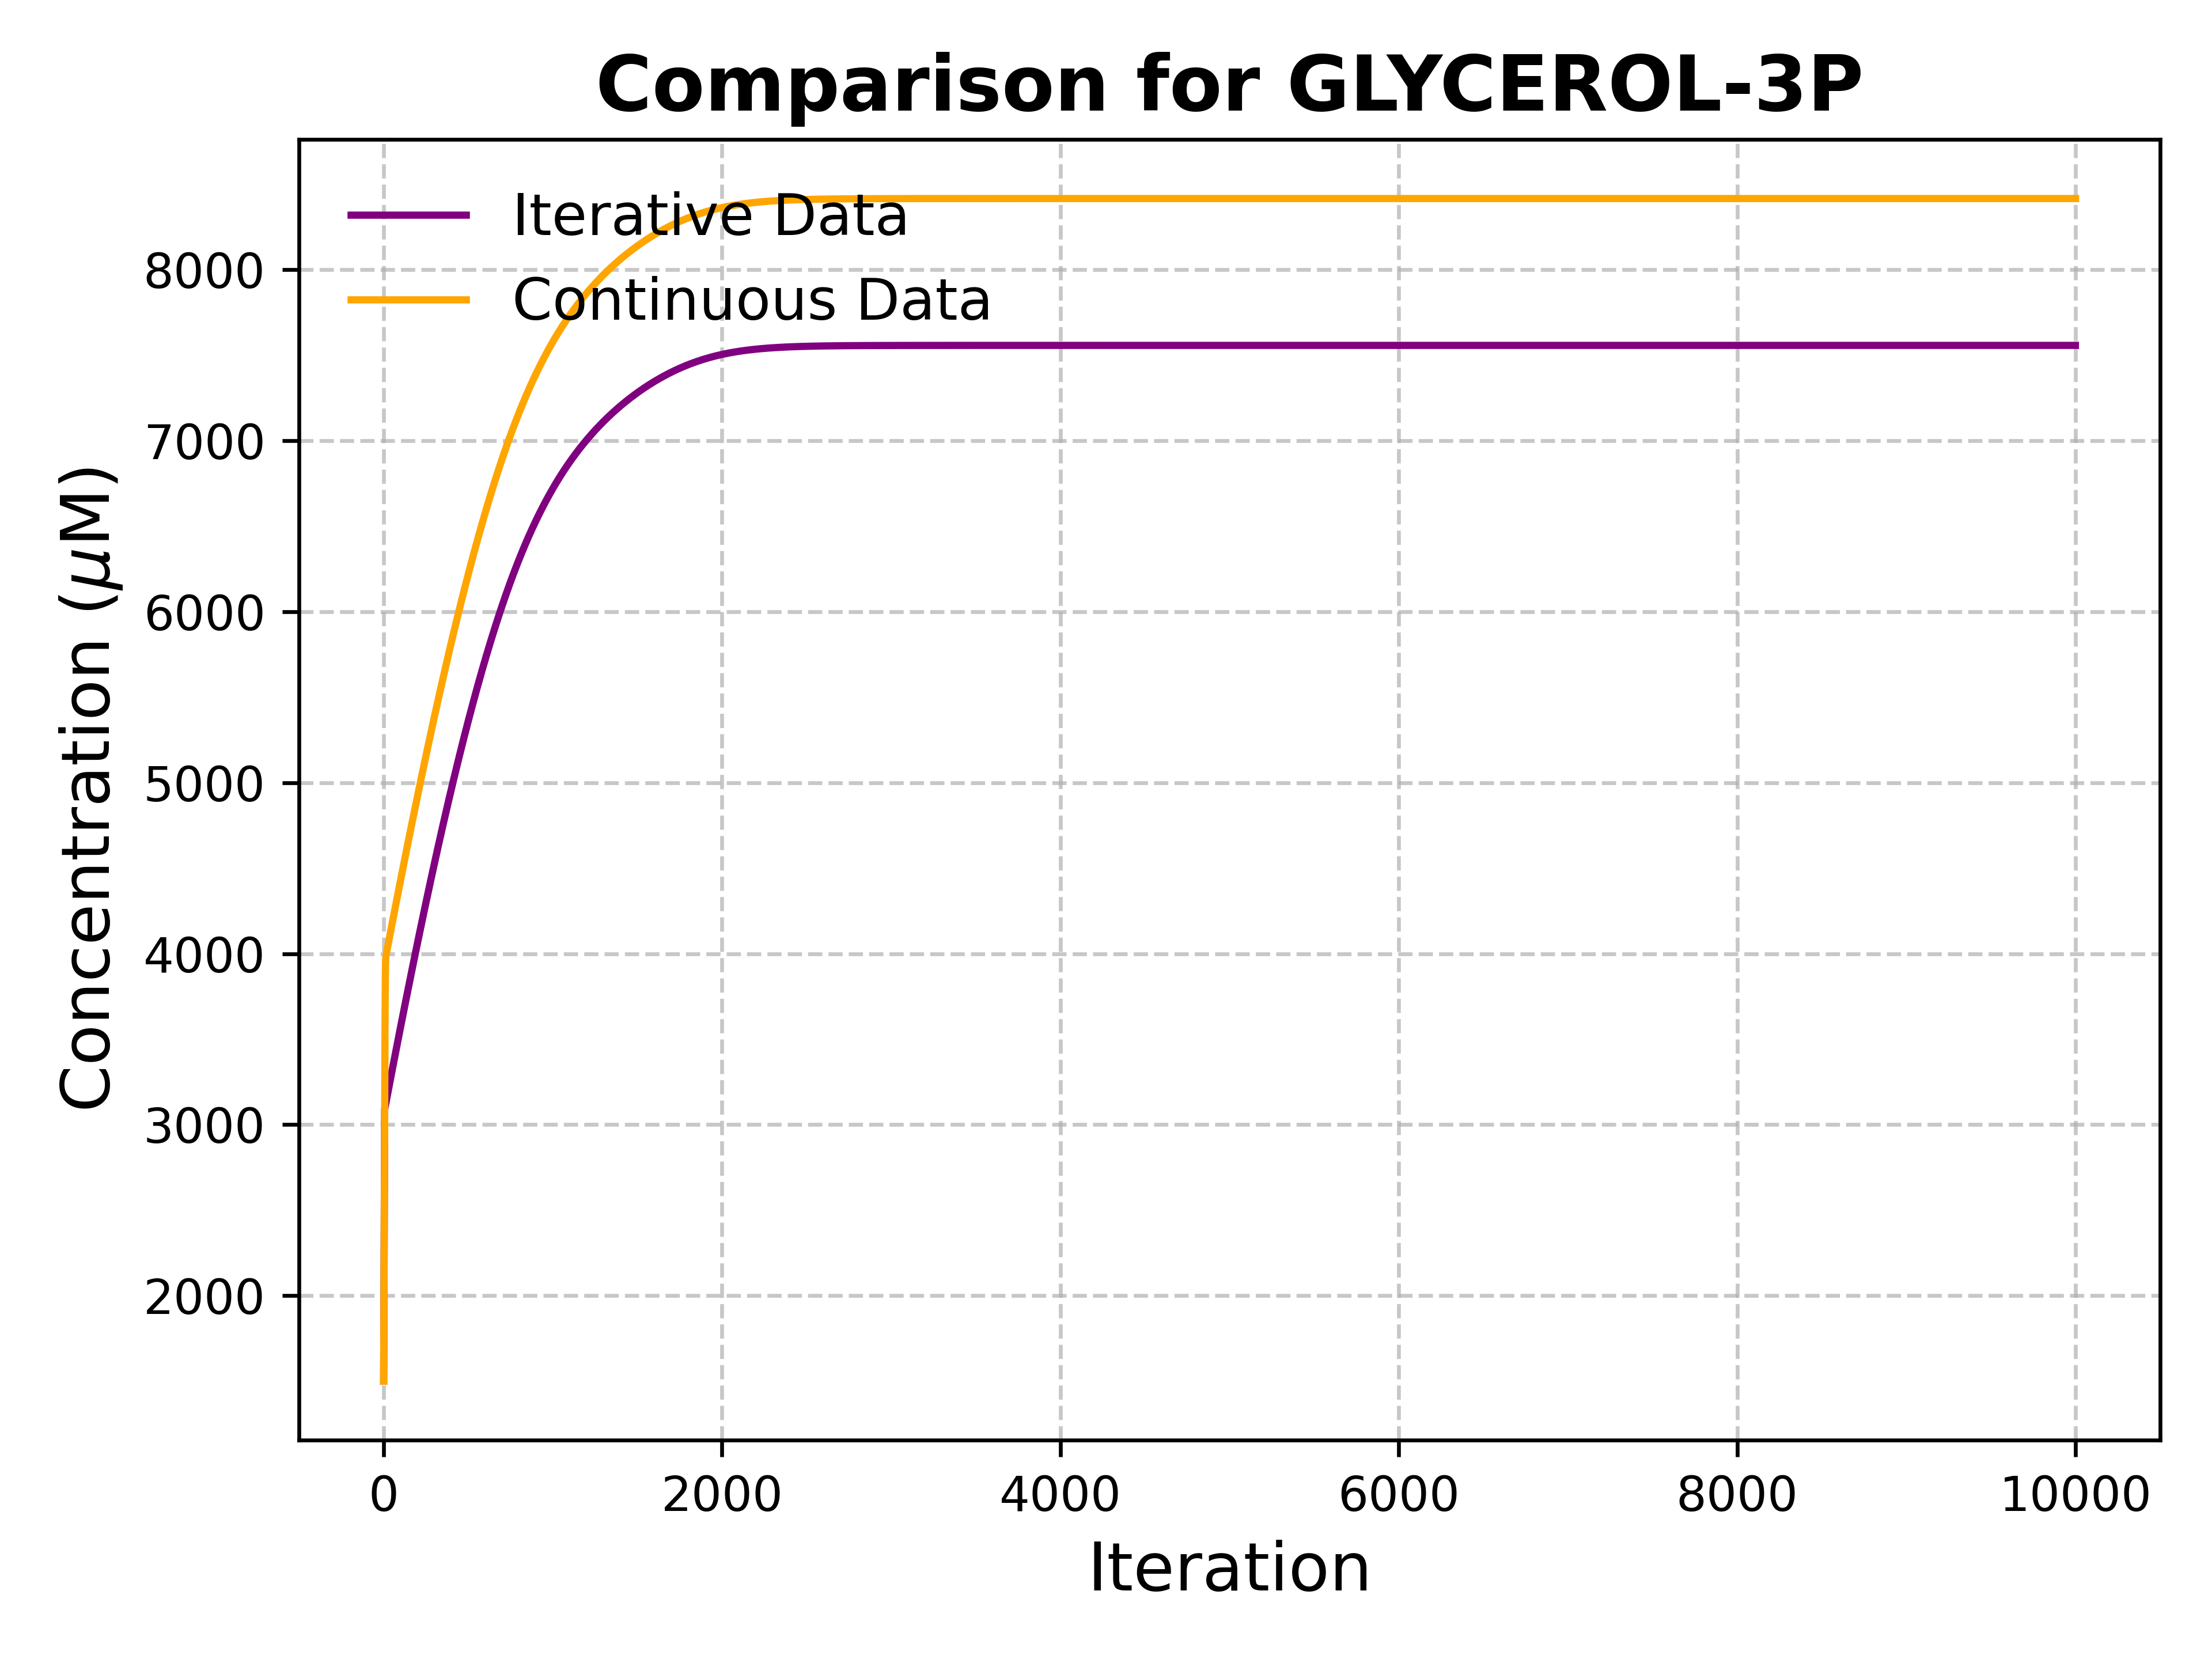 Comparison for GLYCEROL-3P
Iterative Data
Continuous Data
Concentration (μM)
8000
7000
6000
5000
4000
3000
2000
0 2000 4000 6000 8000 10000
Iteration